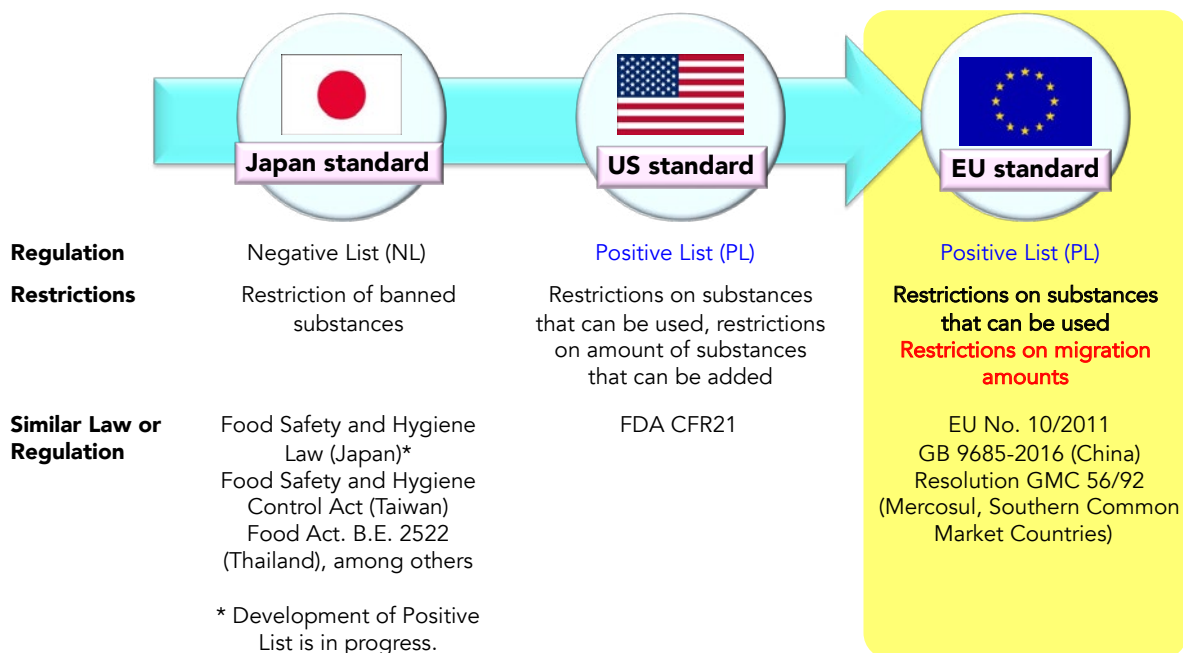 Japan standard
US standard
EU standard
Regulation
Negative List (NL)
Positive List (PL)
Positive List (PL)
Restrictions
Restriction of banned
substances
Restrictions on substances
that can be used, restrictions
on amount of substances
that can be added
Restrictions on substances
that can be used
Restrictions on migration
amounts
Similar Law or
Regulation
Food Safety and Hygiene
Law (Japan)*
Food Safety and Hygiene
Control Act (Taiwan)
Food Act. B.E. 2522
(Thailand), among others
* Development of Positive
List is in progress.
FDA CFR21
EU No. 10/2011
GB 9685-2016 (China)
Resolution GMC 56/92
(Mercosul, Southern Common
Market Countries)